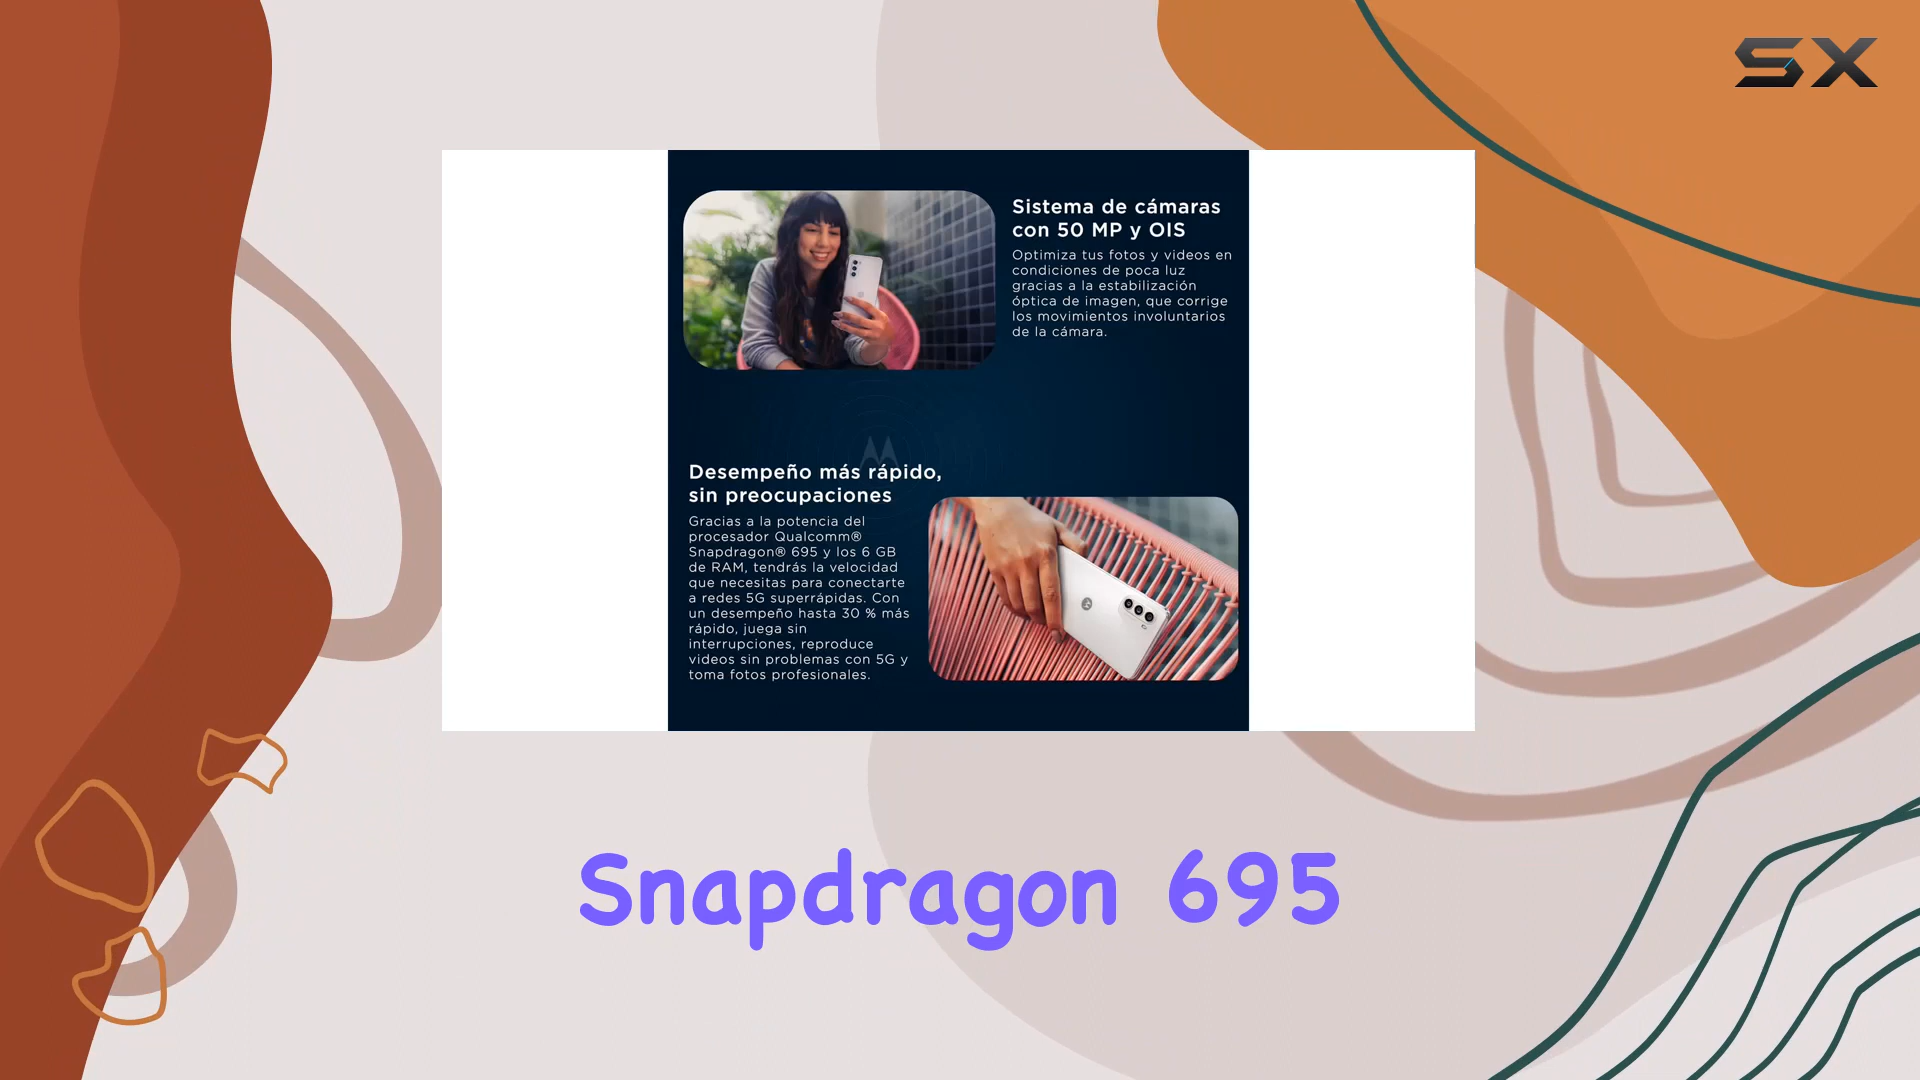 SX
Sistema de cámaras
con 50 MP y OIS
Optimiza tus fotos y videos en
condiciones de poca luz
gracias a la estabilización
óptica de imagen, que corrige
los movimientos involuntarios
de la cámara.
Desempeño más rápido,
sin preocupaciones
Gracias a la potencia del
procesador Qualcomm®
Snapdragon® 695 y los 6 GB
de RAM, tendrás la velocidad
que necesitas para conectarte
a redes 5G superrápidas. Con
un desempeño hasta 30 % más
rápido, juega sin
interrupciones, reproduce
videos sin problemas con 5G y
toma fotos profesionales.
Snapdragon 695